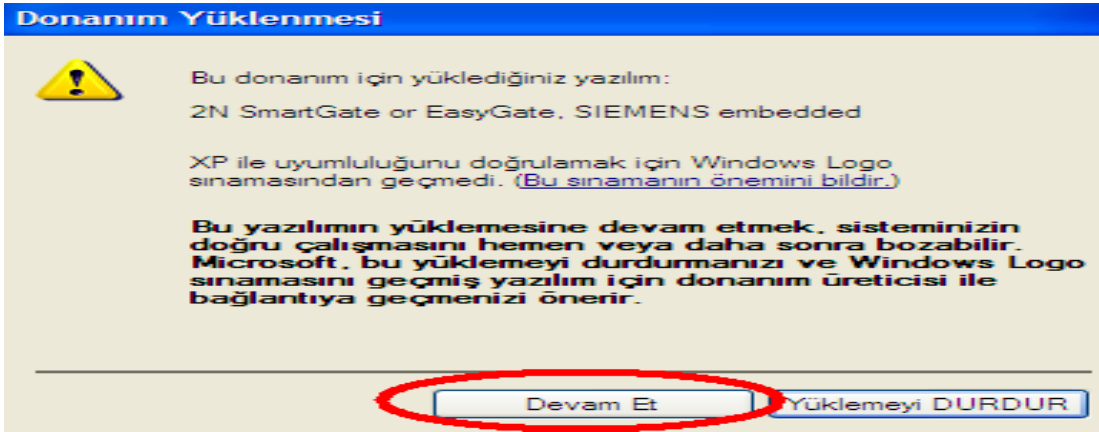 Donanım Yüklenmesi
Bu donanım için yüklediğiniz yazılım:
2N SmartGate or EasyGate, SIEMENS embedded
XP ile uyumluluğunu doğrulamak için Windows Logo
sınamasından geçmedi. (Bu sınamanın önemini bildir.)
Bu yazılımın yüklemesine devam etmek, sisteminizin
doğru çalışmasını hemen veya daha sonra bozabilir.
Microsoft, bu yüklemeyi durdurmanızı ve Windows Logo
sınamasını geçmiş yazılım için donanım üreticisi ile
bağlantıya geçmenizi önerir.
Devam Et
Yüklemeyi DURDUR